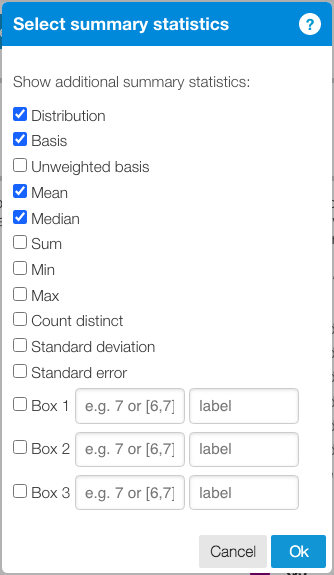 Select summary statistics ?
Show additional summary statistics:
Distribution
Basis
Unweighted basis
Mean
Median
Sum
Min
Max
Count distinct
Standard deviation
Standard error
Box 1 e.g. 7 or [6,7] label
Box 2 e.g. 7 or [6,7] label
Box 3 e.g. 7 or [6,7] label
Cancel Ok